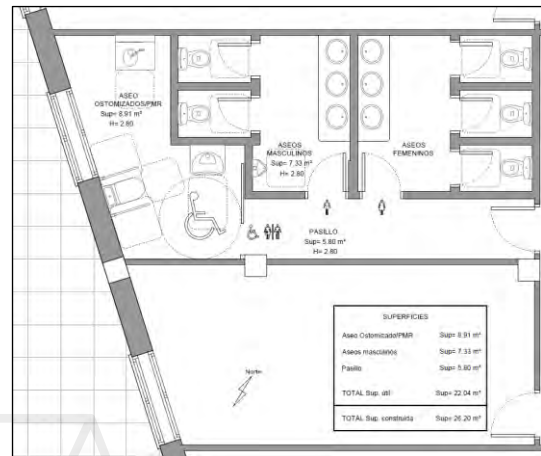 ASEO
OSTOMIZADOS/PMR
Sup= 8.91 m²
H= 2.80
ASEOS
MASCULINOS
Sup= 7.33 m²
H= 2.80
ASEOS
FEMENINOS
PASILLO
Sup= 5.80 m²
H= 2.80
Norte
SUPERFICIES
Aseo Ostomizado/PMR Sup= 8.91 m²
Aseos masculinos Sup= 7.33 m²
Pasillo Sup= 5.80 m²
TOTAL Sup. útil Sup= 22.04 m²
TOTAL Sup. construida Sup= 26.20 m²